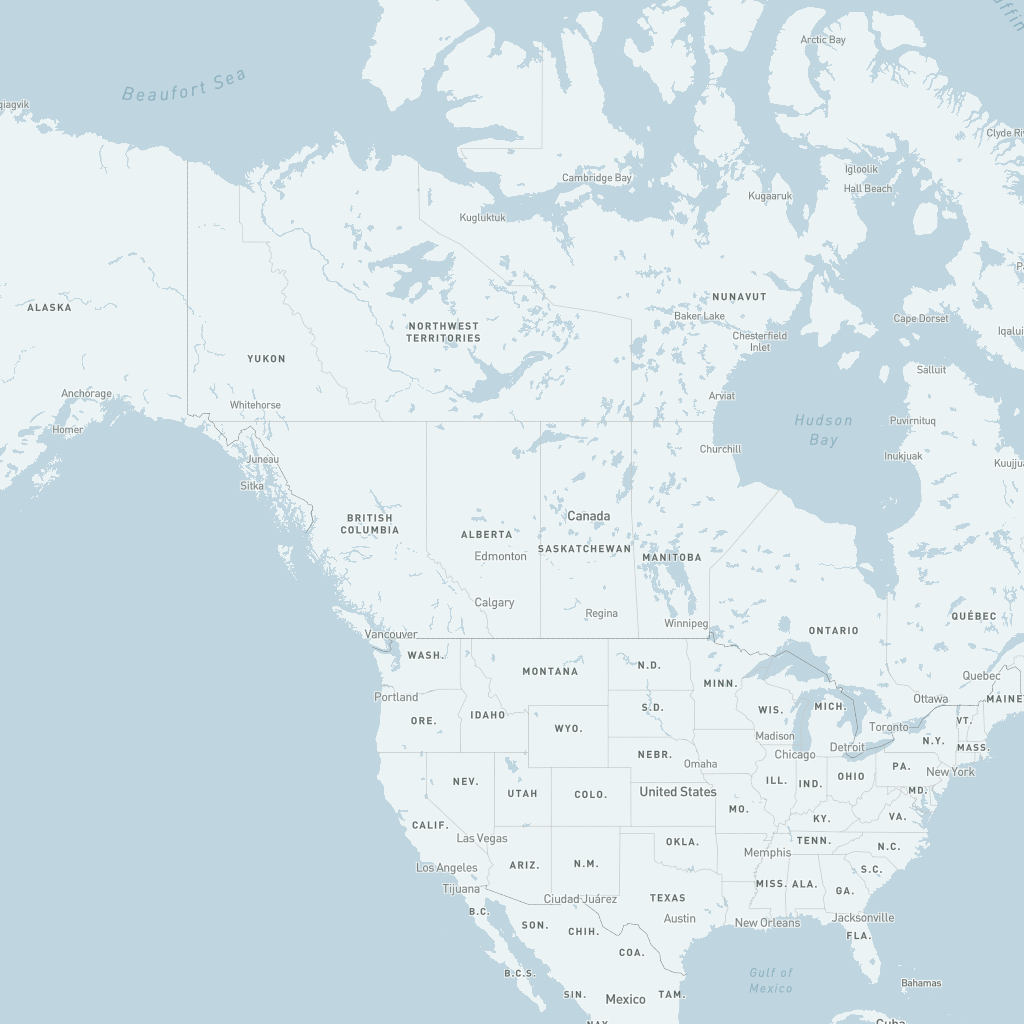 Arctic Bay
Beaufort Sea
Clyde Riv
Igloolik
Cambridge Bay
Hall Beach
Kugaaruk
Kugluktuk
NUNAVUT
ALASKA
Baker Lake
Cape Dorset
NORTHWEST
TERRITORIES
Chesterfield
Inlet
Iqalui
YUKON
Salluit
Anchorage
Arviat
Whitehorse
Hudson
Bay
Puvirnituq
Homer
Churchill
Inukjuak
Juneau
Kuujjua
Sitka
BRITISH
COLUMBIA
Canada
ALBERTA
SASKATCHEWAN
Edmonton
MANITOBA
Calgary
Regina
QUÉBEC
Winnipeg
ONTARIO
Vancouver
WASH.
MONTANA
N.D.
Quebec
MINN.
Portland
Ottawa
MAINE
S.D.
WIS.
MICH.
IDAHO
ORE.
WYO.
Toronto
VT.
Madison
N.Y.
Detroit
MASS.
NEBR.
Chicago
Omaha
PA.
New York
OHIO
NEV.
ILL.
IND.
UTAH
COLO.
United States
MD.
MO.
KY.
VA.
CALIF.
Las Vegas
OKLA.
TENN.
N.C.
Memphis
Los Angeles
ARIZ.
N.M.
S.C.
Tijuana
MISS.
ALA.
GA.
Ciudad Juárez
TEXAS
B.C.
Austin
New Orleans
Jacksonville
SON.
CHIH.
FLA.
COA.
B.C.S.
Gulf of
Mexico
Bahamas
SIN.
Mexico
TAM.
NAY.
Cuba